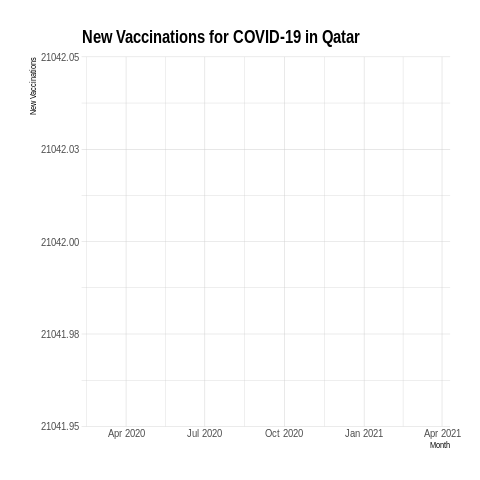 New Vaccinations for COVID-19 in Qatar
New Vaccinations
21042.05
21042.03
21042.00
21041.98
21041.95
Apr 2020 Jul 2020 Oct 2020 Jan 2021 Apr 2021
Month